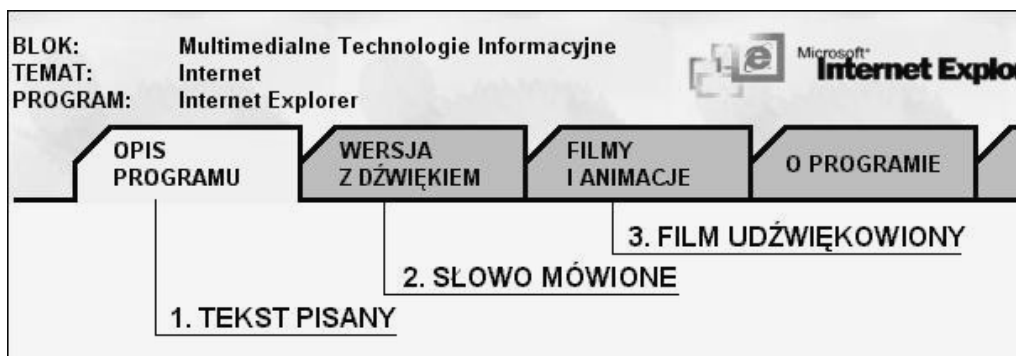 BLOK: Multimedialne Technologie Informacyjne
TEMAT: Internet
PROGRAM: Internet Explorer
Microsoft
Internet Explo
OPIS
PROGRAMU
WERSJA
Z DŹWIĘKIEM
FILMY
I ANIMACJE
O PROGRAMIE
3. FILM UDŹWIĘKOWIONY
2. SŁOWO MÓWIONE
1. TEKST PISANY